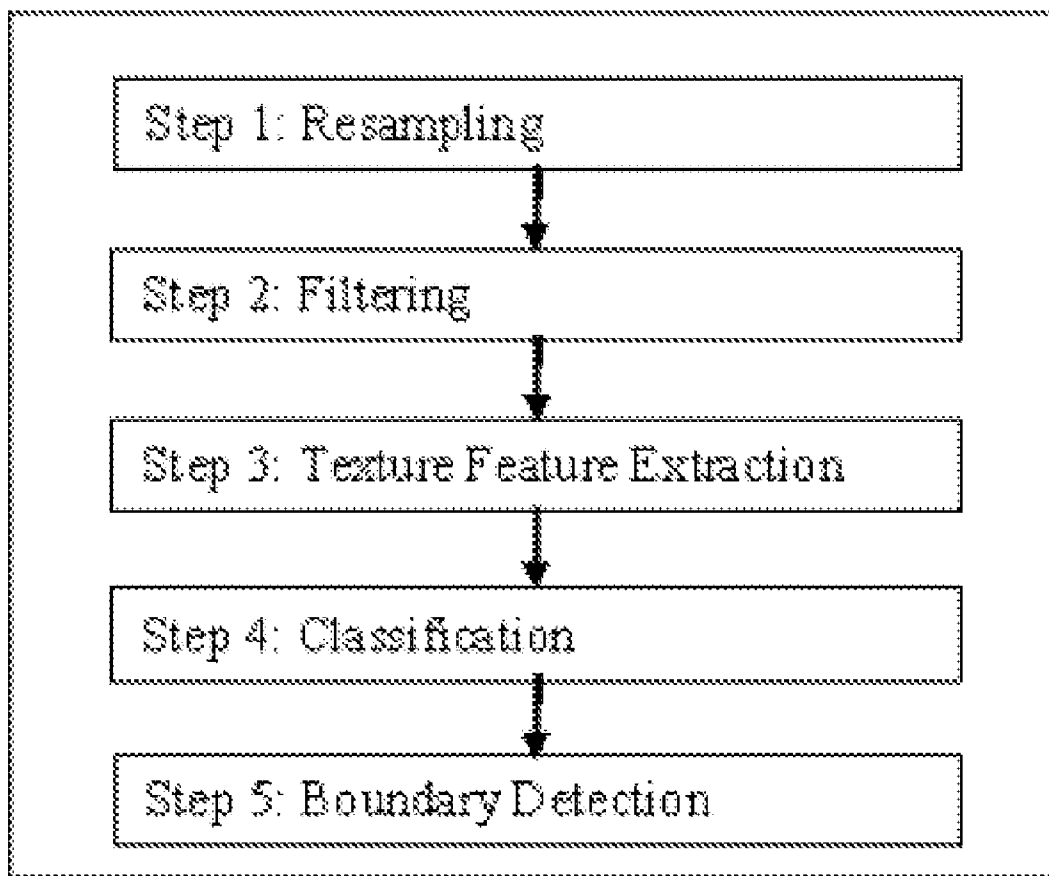 Step 1: Resampling
Step 2: Filtering
Step 3: Texture Feature Extraction
Step 4: Classification
Step 5: Boundary Detection